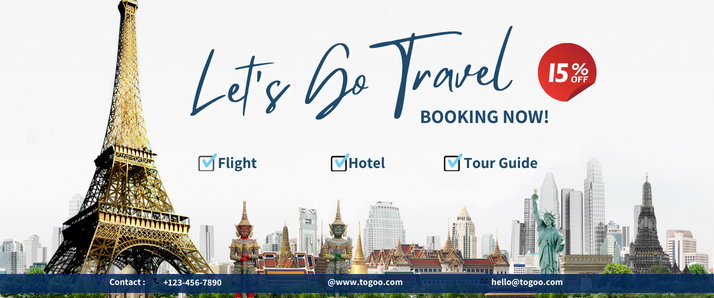 Let's Go Travel
15%
OFF
BOOKING NOW!
Flight Hotel Tour Guide
Contact : +123-456-7890 @www.togoo.com hello@togoo.com